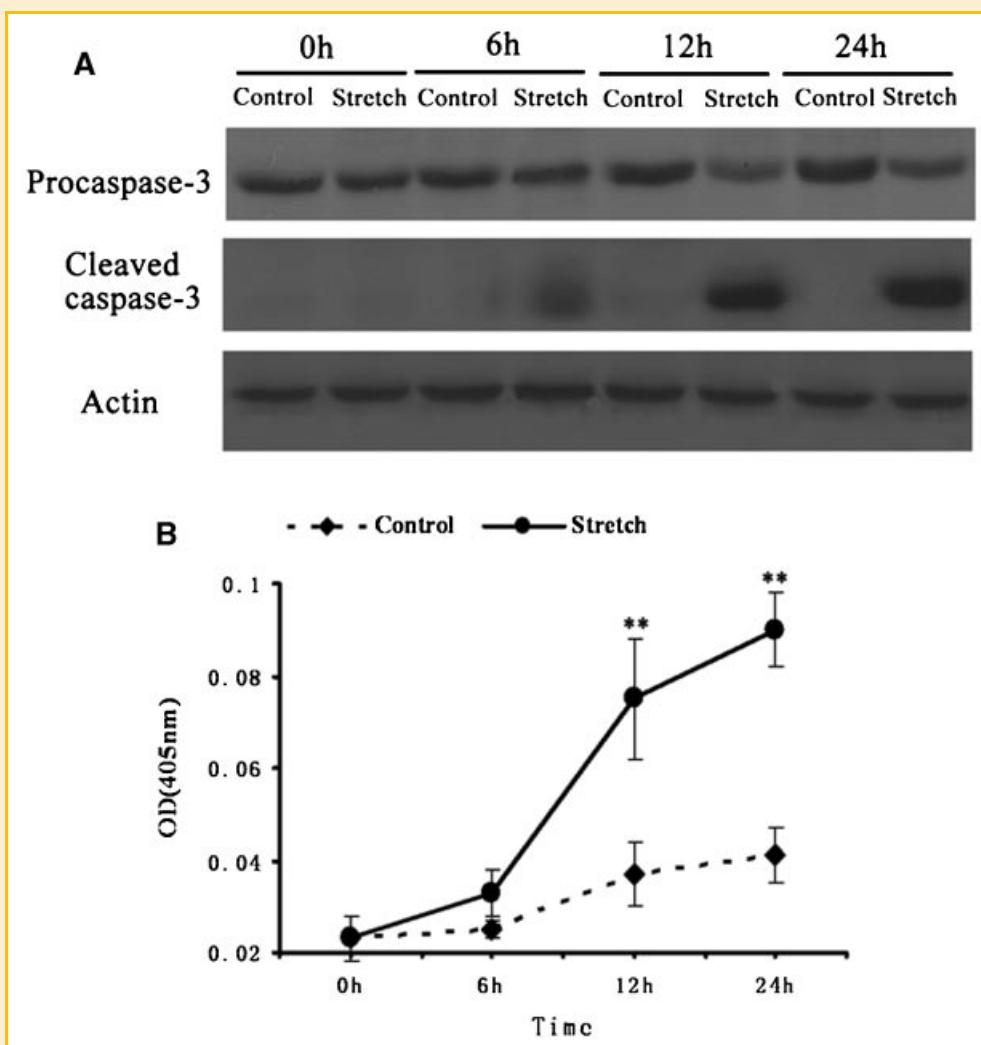 A
0h 6h 12h 24h
Control Stretch Control Stretch Control Stretch Control Stretch
Procaspase-3
Cleaved
caspase-3
Actin
B
Control Stretch
** 
**
0.1
0.08
0.06
0.04
0.02
OD(405nm)
0h 6h 12h 24h
Timc